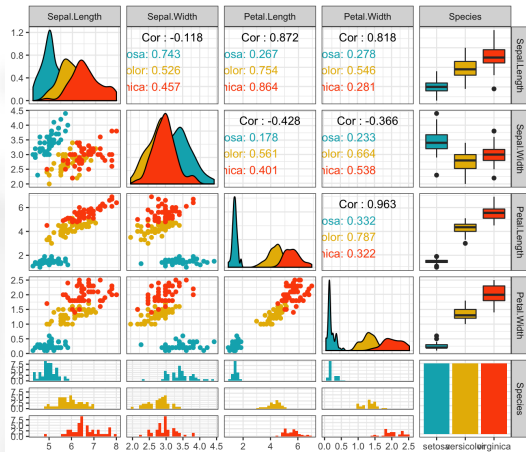 Sepal.Length Sepal.Width Petal.Length Petal.Width Species
1.2 0.8 0.4 0.0
Cor : -0.118
osa: 0.743
olor: 0.526
nica: 0.457
Cor : 0.872
osa: 0.267
olor: 0.754
nica: 0.864
Cor : 0.818
osa: 0.278
olor: 0.546
nica: 0.281
Sepal.Length
4.5 4.0 3.5 3.0 2.5 2.0
Cor : -0.428
osa: 0.178
olor: 0.561
nica: 0.401
Cor : -0.366
osa: 0.233
olor: 0.664
nica: 0.538
Sepal.Width
6 4 2
Cor : 0.963
osa: 0.332
olor: 0.787
nica: 0.322
Petal.Length
2.5 2.0 1.5 1.0 0.5 0.0
Petal.Width
7.5 5.0 2.5 0.0
7.5 5.0 2.5 0.0
7.5 5.0 2.5 0.0
Species
5 6 7 8 2.0 2.5 3.0 3.5 4.0 4.5 2 4 6 0.0 0.5 1.0 1.5 2.0 2.5 setosa versicolor virginica